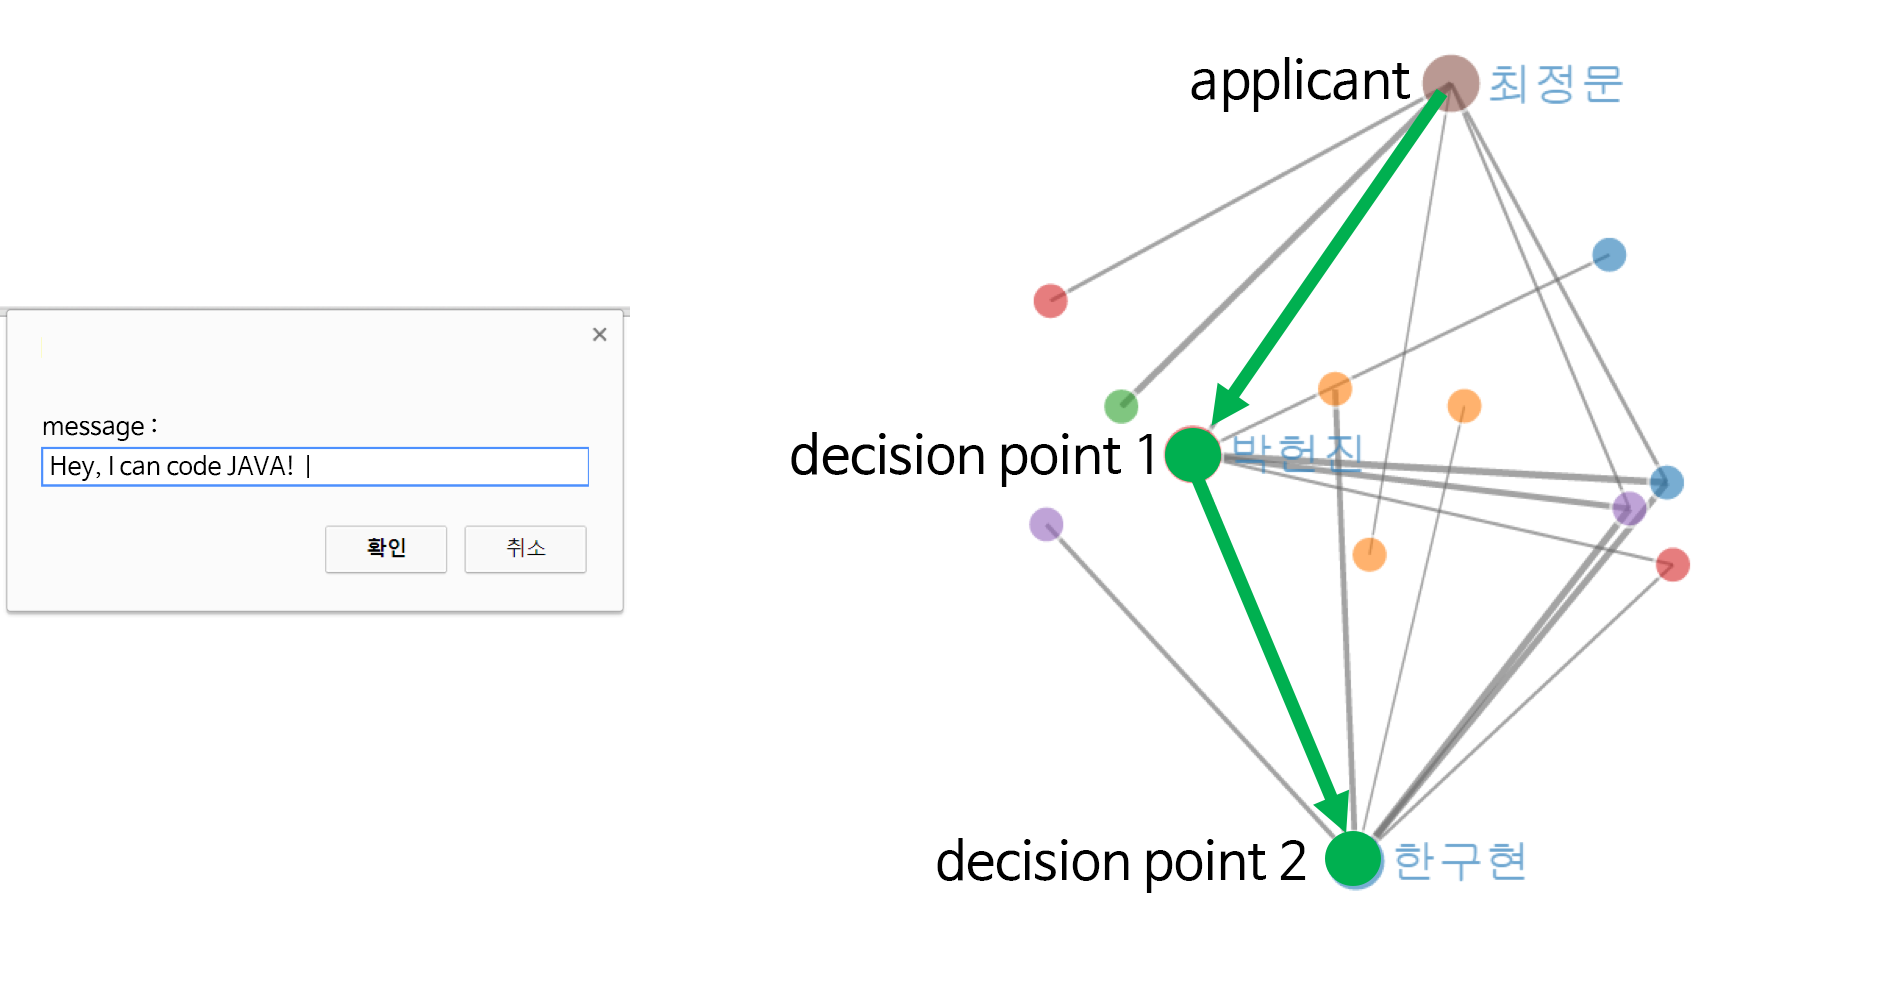 message :
Hey, I can code JAVA!
확인
취소
applicant
최정문
decision point 1
박현진
decision point 2
한구현